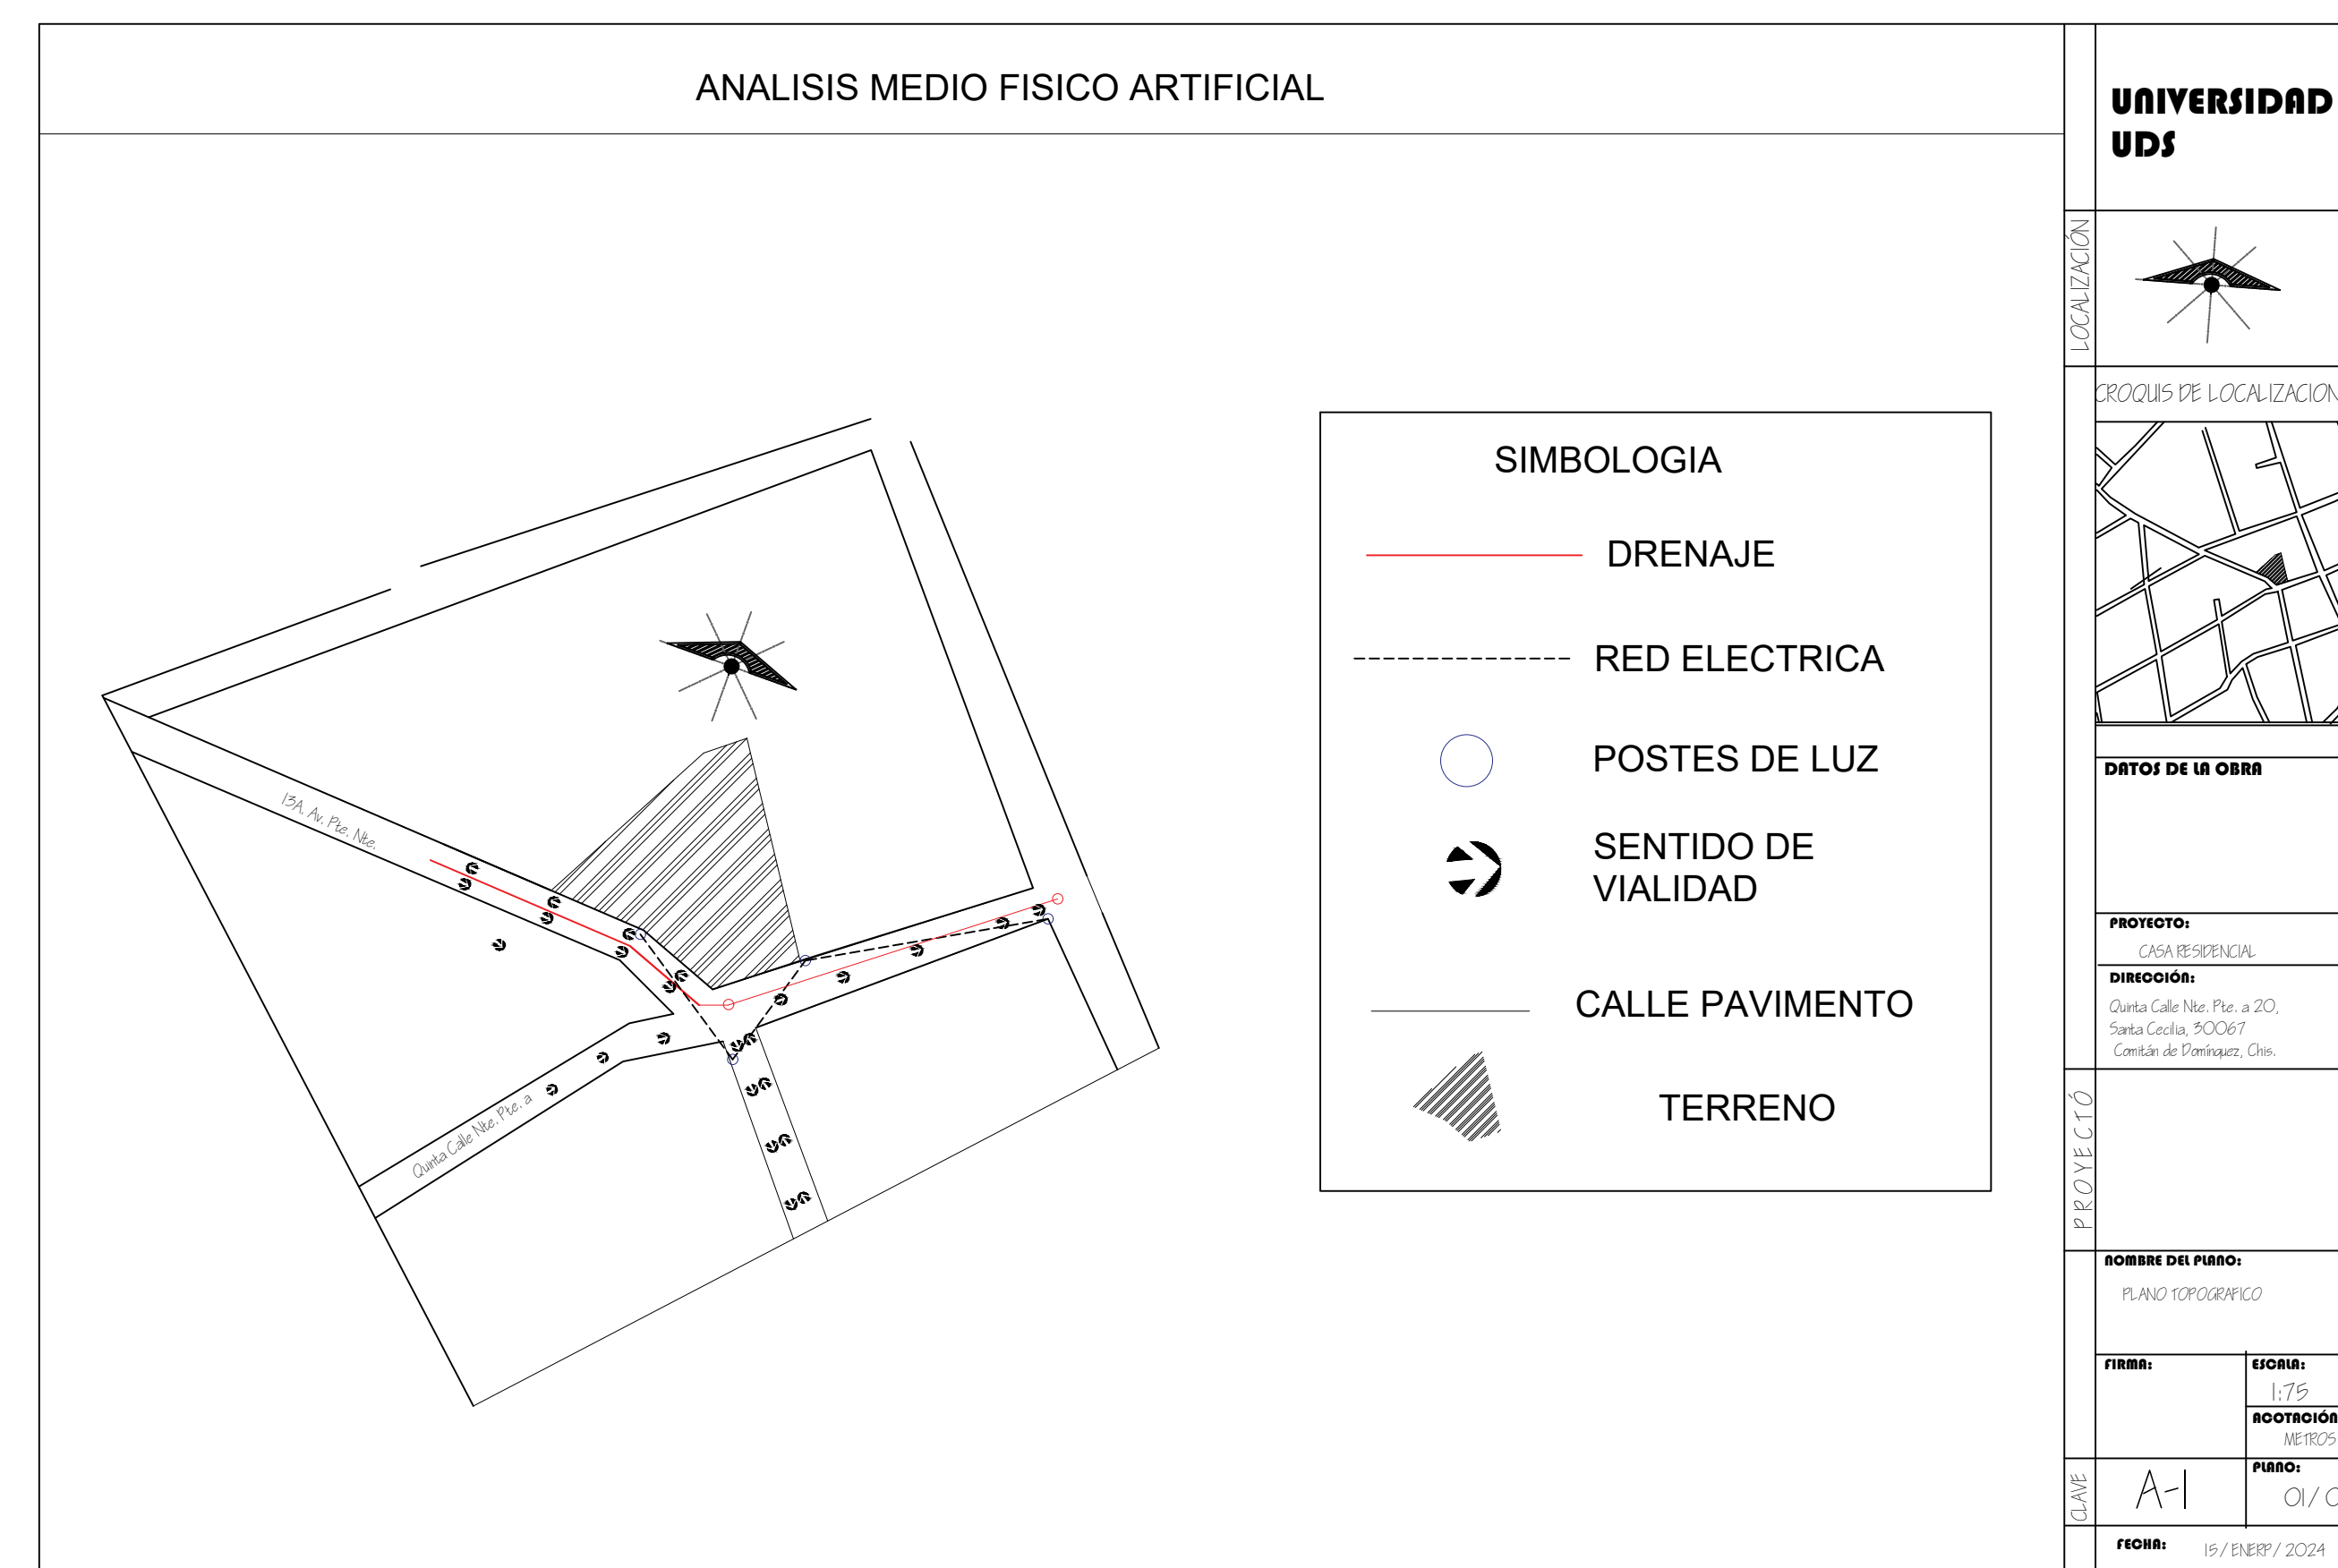 ANALISIS MEDIO FISICO ARTIFICIAL
13A. Av. Pte. Nte.
Quinta Calle Nte. Pte. a
SIMBOLOGIA
DRENAJE
RED ELECTRICA
POSTES DE LUZ
SENTIDO DE
VIALIDAD
CALLE PAVIMENTO
TERRENO
UNIVERSIDAD
UDS
LOCALIZACIÓN
CROQUIS DE LOCALIZACION
DATOS DE LA OBRA
PROYECTO:
CASA RESIDENCIAL
DIRECCIÓN:
Quinta Calle Nte. Pte. a 20,
Santa Cecilia, 30067
Comitán de Domínguez, Chis.
PROYECTÓ
NOMBRE DEL PLANO:
PLANO TOPOGRAFICO
FIRMA:
ESCALA:
1:75
ACOTACIÓN
METROS
CLAVE
A-1
PLANO:
01/0
FECHA:
15/ENERP/2024